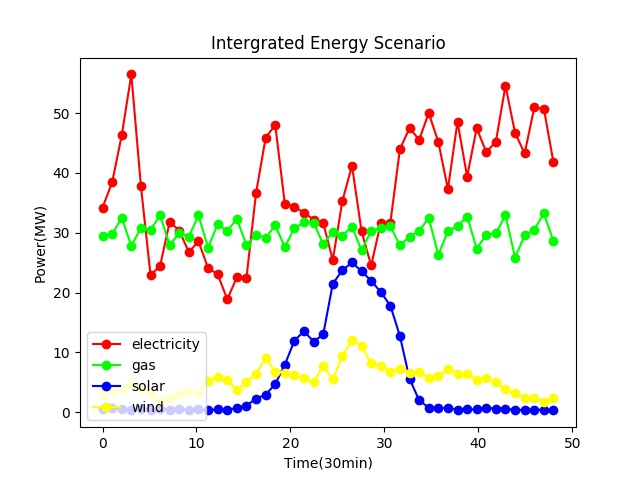 Intergrated Energy Scenario
Power(MW)
50
40
30
20
10
0
electricity
gas
solar
wind
0 10 20 30 40 50
Time(30min)